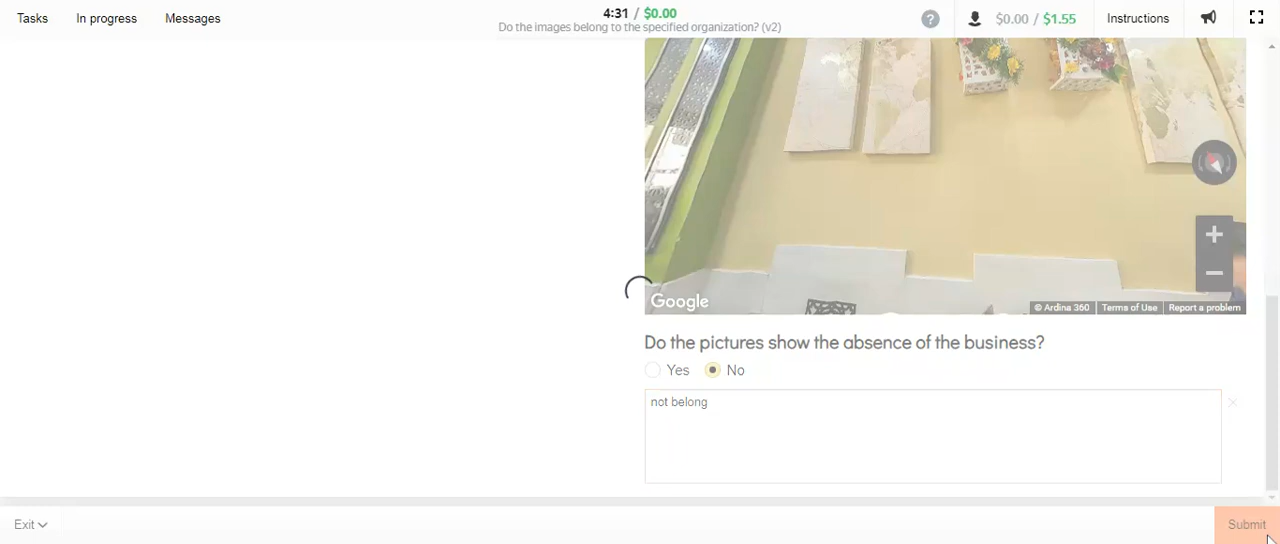 Tasks In progress Messages
4:31 / $0.00
Do the images belong to the specified organization? (v2)
? $0.00 / $1.55 Instructions
Google
© Ardina 360 Terms of Use Report a problem
Do the pictures show the absence of the business?
Yes No
not belong
Exit
Submit